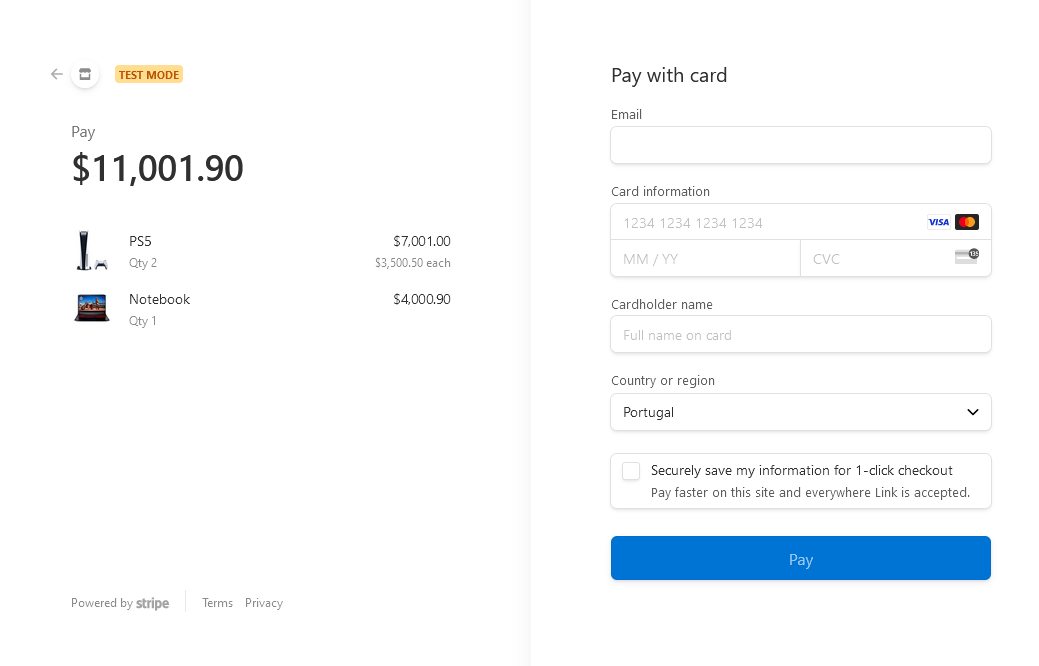 TEST MODE
Pay
$11,001.90
PS5
$7,001.00
Qty 2
$3,500.50 each
Notebook
$4,000.90
Qty 1
Powered by stripe
Terms
Privacy
Pay with card
Email
Card information
1234 1234 1234 1234
VISA
MM / YY
CVC
135
Cardholder name
Full name on card
Country or region
Portugal
Securely save my information for 1-click checkout
Pay faster on this site and everywhere Link is accepted.
Pay